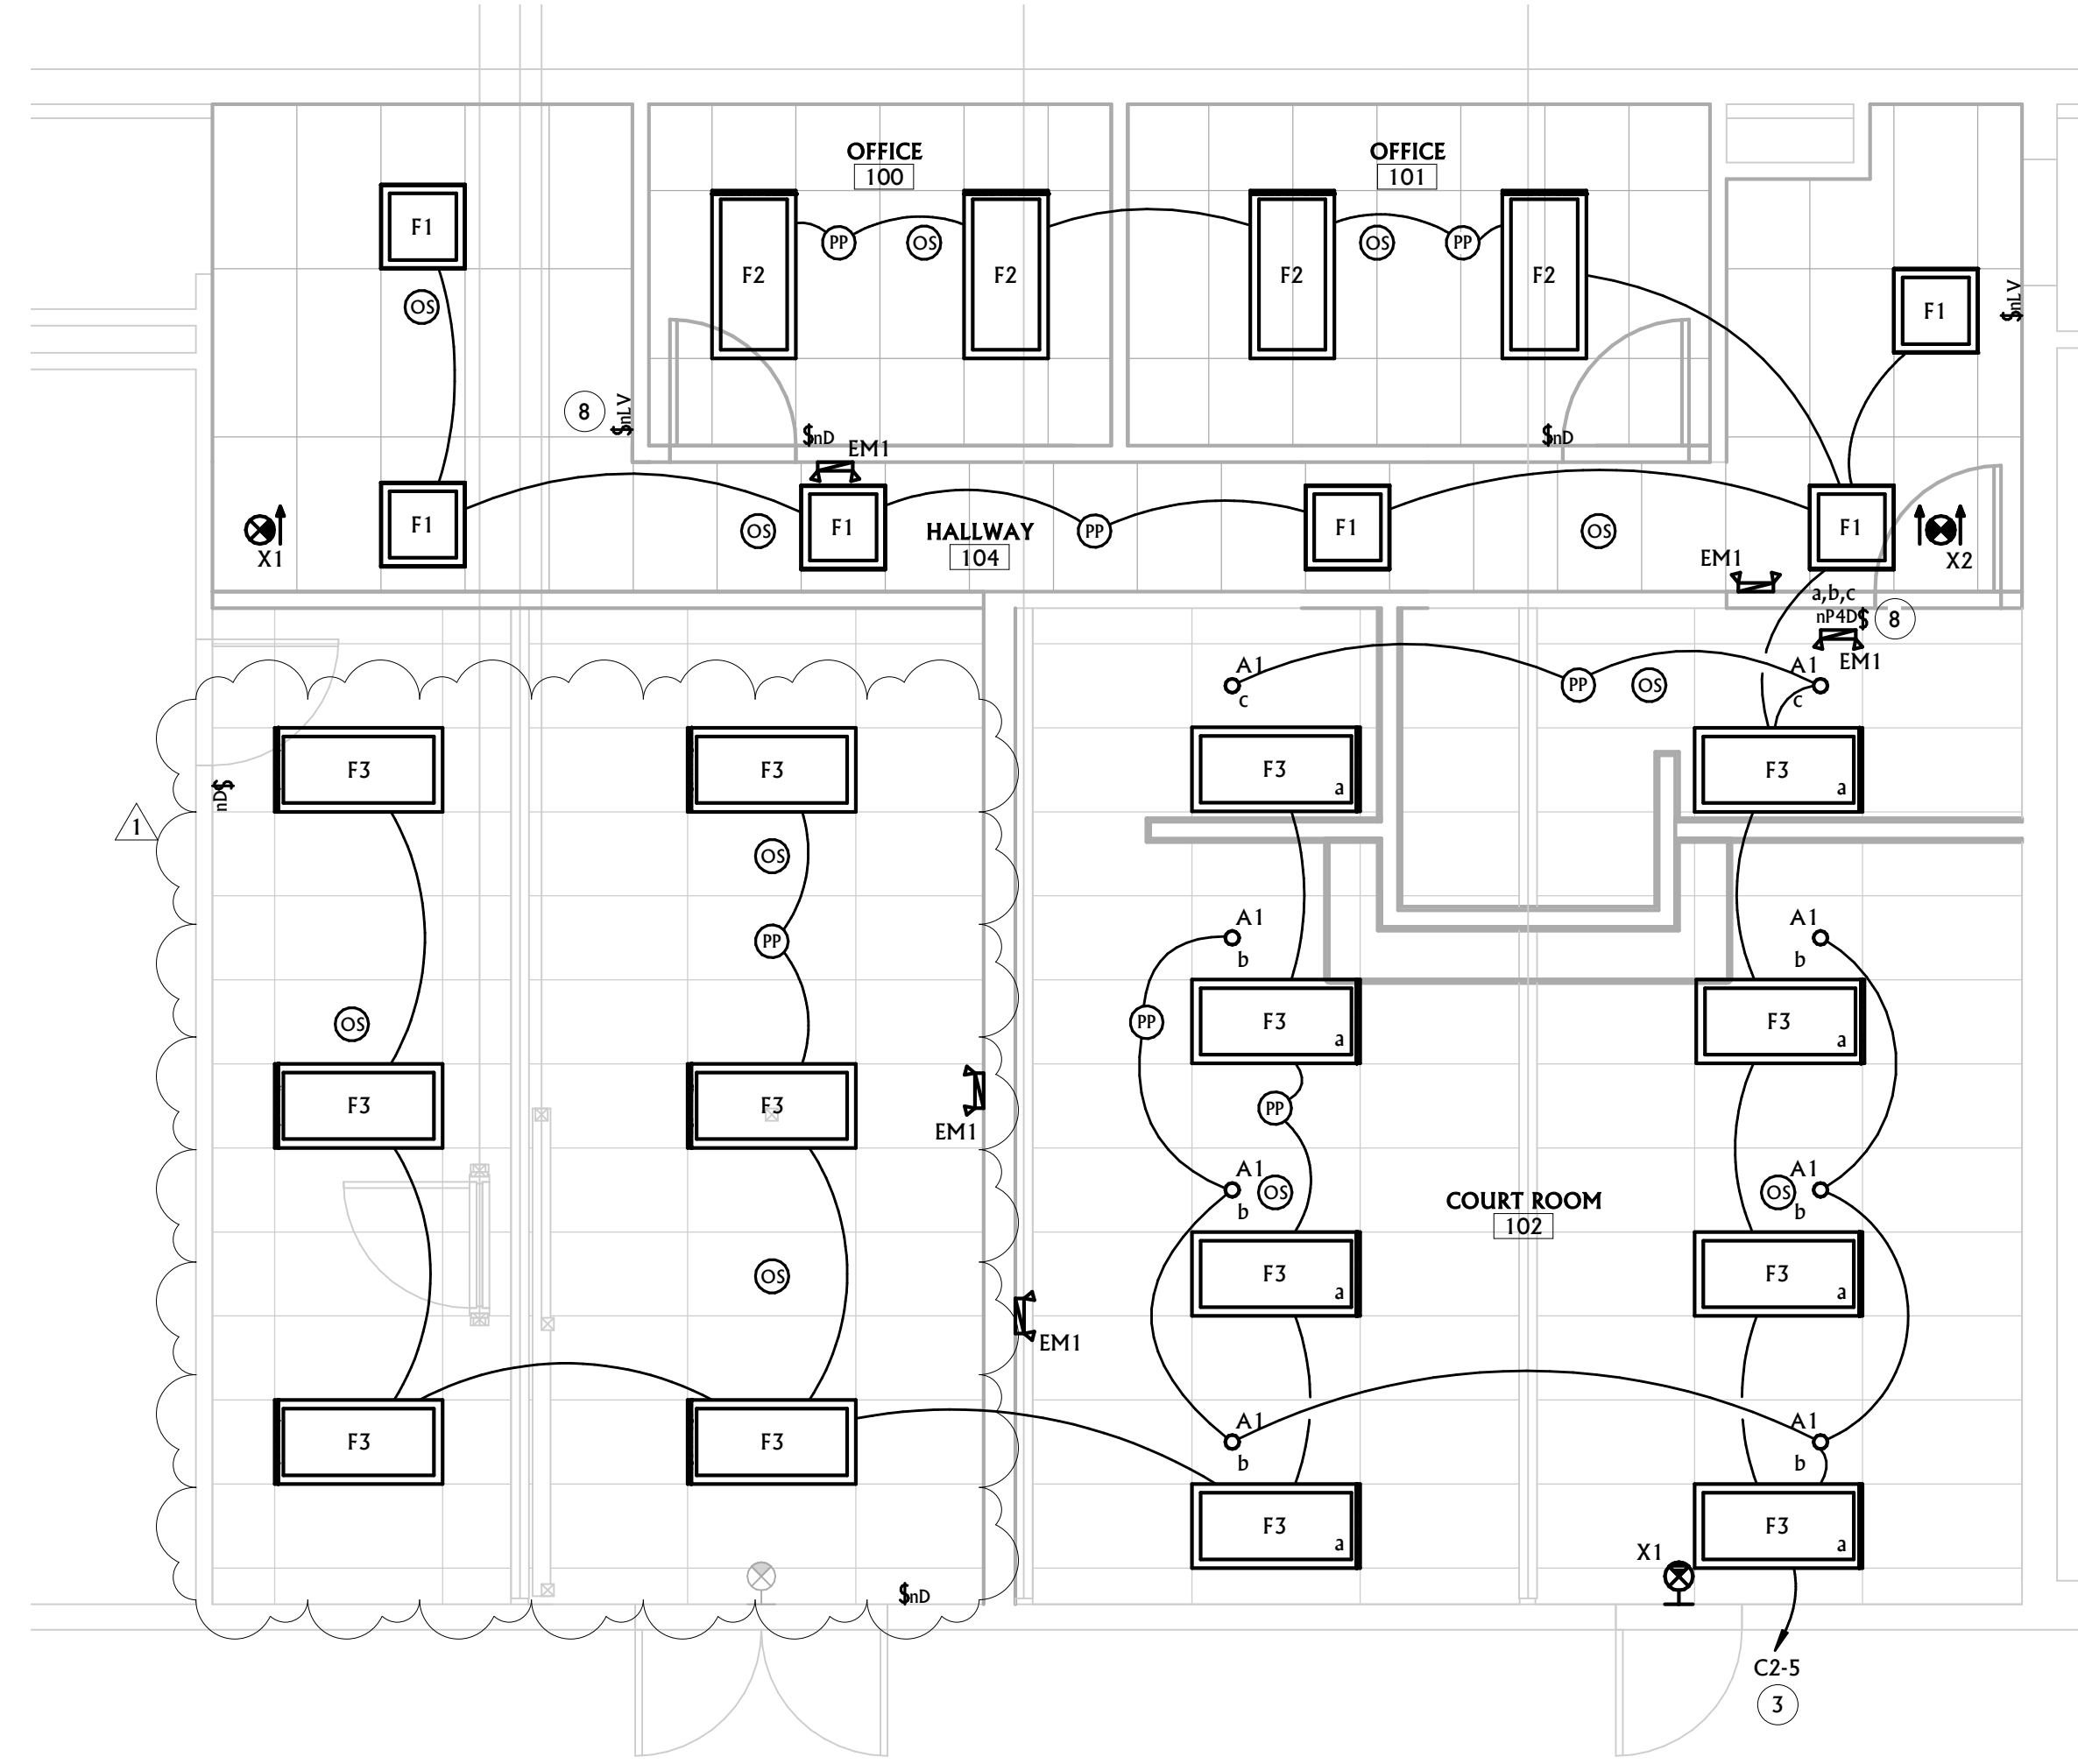 OFFICE
100
OFFICE
101
F1
F2
PP
OS
F2
F2
OS
PP
F2
OS
F1
$nLV
8
$nLV
$nD
EM1
$nD
X1
F1
OS
F1
HALLWAY
104
PP
F1
OS
F1
EM1
X2
a,b,c
nP4D$
8
EM1
A1
c
PP
OS
A1
c
F3
F3
F3
a
F3
a
nD$
1
OS
PP
OS
A1
b
A1
b
PP
F3
a
F3
a
F3
F3
EM1
PP
A1
b
OS
COURT ROOM
102
OS
A1
b
OS
F3
a
F3
a
EM1
F3
F3
A1
b
A1
b
F3
a
F3
a
X1
$nD
C2-5
3